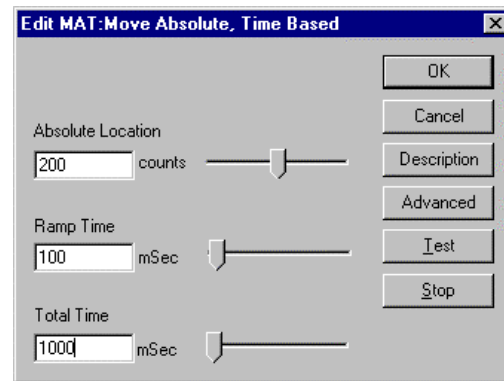 Edit MAT:Move Absolute, Time Based
OK
Cancel
Absolute Location
200 counts
Description
Advanced
Ramp Time
100 mSec
Test
Stop
Total Time
1000 mSec